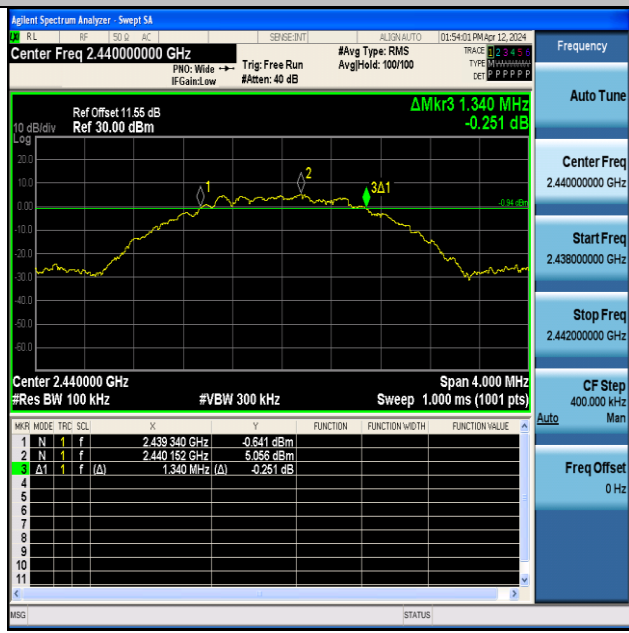 Agilent Spectrum Analyzer - Swept SA
RL RF 50 Ω AC SENSE:INT ALIGN AUTO 01:54:01 PM Apr 12, 2024
Center Freq 2.440000000 GHz
PNO: Wide
IFGain:Low
Trig: Free Run
#Atten: 40 dB
#Avg Type: RMS
Avg|Hold: 100/100
TRACE 1 2 3 4 5 6
TYPE M
DET P P P P P P
Ref Offset 11.55 dB
10 dB/div Ref 30.00 dBm
Log
ΔMkr3 1.340 MHz
-0.251 dB
20.0
10.0
0.00
-10.0
-20.0
-30.0
-40.0
-50.0
-60.0
1
2
3Δ1
-0.94 dBm
Center 2.440000 GHz Span 4.000 MHz
#Res BW 100 kHz #VBW 300 kHz Sweep 1.000 ms (1001 pts)
MKR MODE TRC SCL X Y FUNCTION FUNCTION WIDTH FUNCTION VALUE
1 N 1 f 2.439 340 GHz -0.641 dBm
2 N 1 f 2.440 152 GHz 5.056 dBm
3 Δ1 1 f (Δ) 1.340 MHz (Δ) -0.251 dB
4
5
6
7
8
9
10
11
MSG STATUS
Frequency
Auto Tune
Center Freq
2.440000000 GHz
Start Freq
2.438000000 GHz
Stop Freq
2.442000000 GHz
CF Step
400.000 kHz
Auto Man
Freq Offset
0 Hz